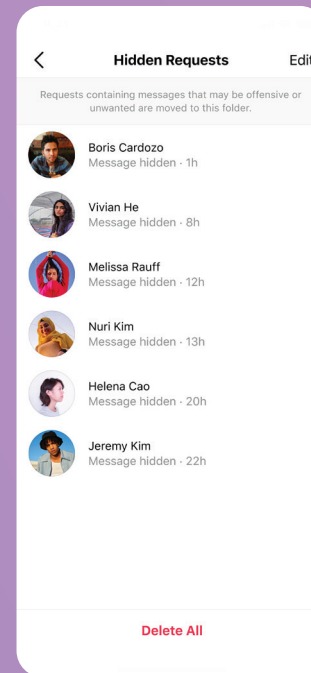 Hidden Requests
Edit
Requests containing messages that may be offensive or
unwanted are moved to this folder.
Boris Cardozo
Message hidden · 1h
Vivian He
Message hidden · 8h
Melissa Rauff
Message hidden · 12h
Nuri Kim
Message hidden · 13h
Helena Cao
Message hidden · 20h
Jeremy Kim
Message hidden · 22h
Delete All